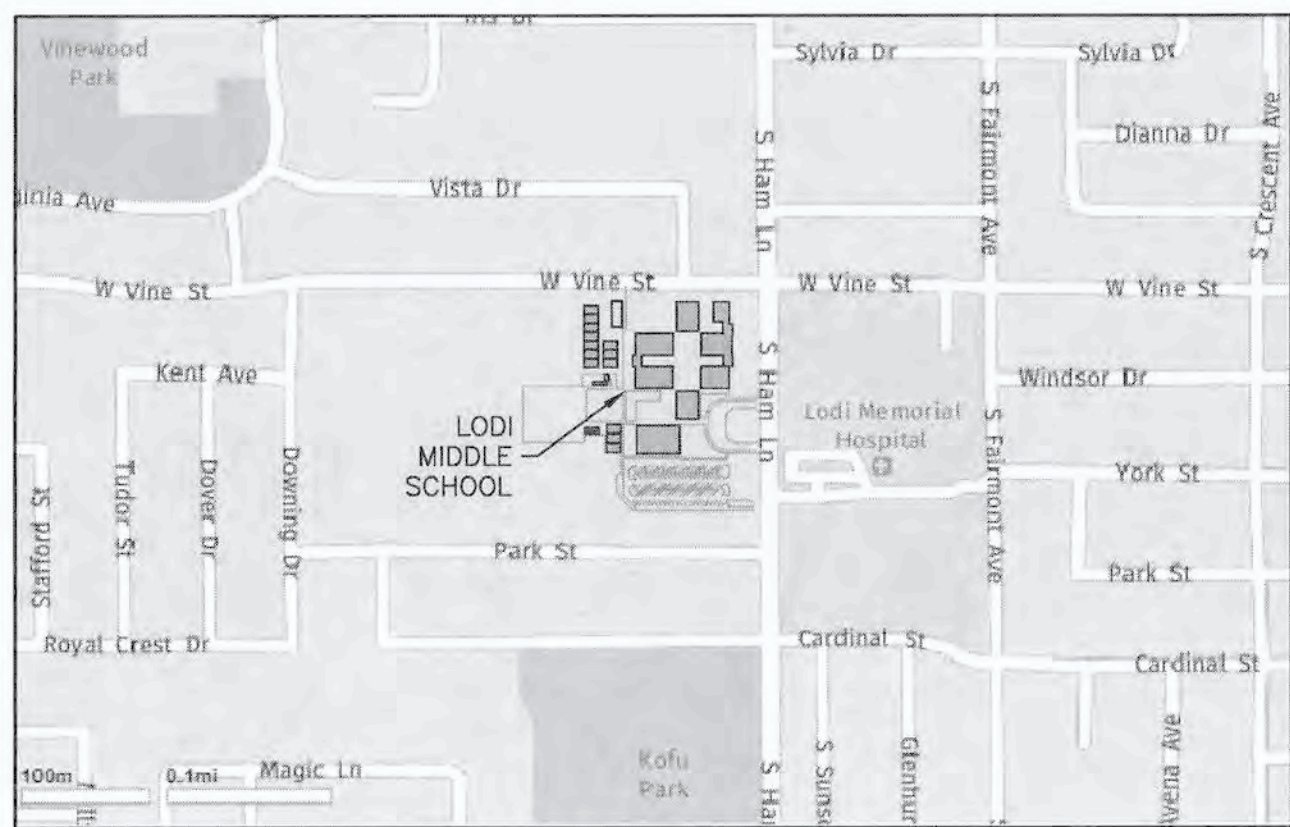 Vinewood
Park
Sylvia Dr
S Fairmont Ave
Dianna Dr
S Crescent Ave
S Ham Ln
Vista Dr
W Vine St
W Vine St
W Vine St
W Vine St
Kent Ave
S Ham Ln
Windsor Dr
LODI
MIDDLE
SCHOOL
Lodi Memorial
Hospital
S Fairmont Ave
York St
Stafford St
Tudor St
Dover Dr
Downing Dr
Park St
Park St
Royal Crest Dr
Cardinal St
Cardinal St
Kofu
Park
100m
0.1mi
Magic Ln